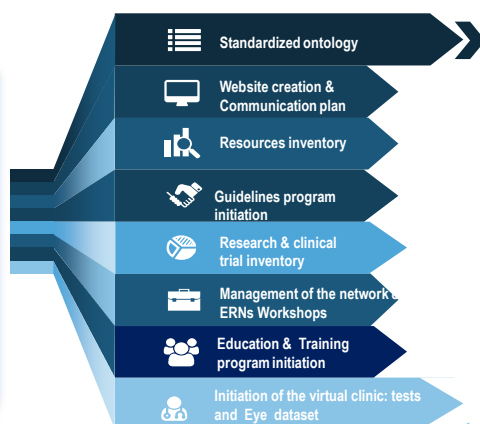 Standardized ontology
Website creation &
Communication plan
Resources inventory
Guidelines program
initiation
Research & clinical
trial inventory
Management of the network
ERNs Workshops
Education & Training
program initiation
Initiation of the virtual clinic: tests
and Eye dataset